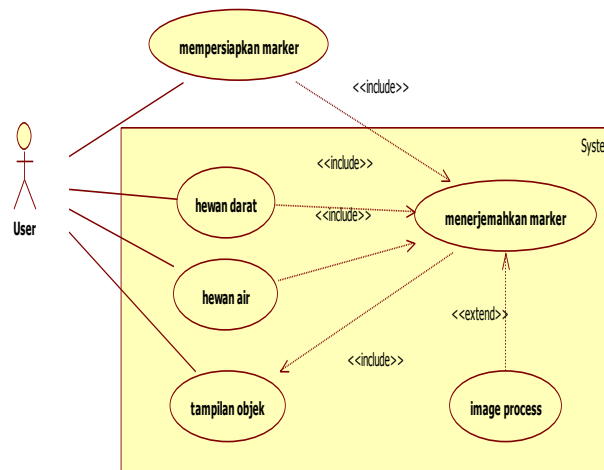 mempersiapkan marker
<<include>>
Syste
<<include>>
hewan darat
<<include>>
menerjemahkan marker
User
hewan air
<<extend>>
<<include>>
tampilan objek
image process